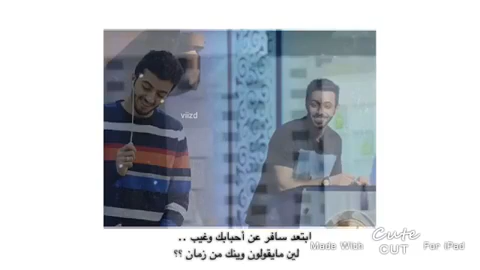 viizd
ابتعد سافر عن أحبابك وغيب ..
لين مايقولون وينك من زمان ؟؟
Made With Cute CUT For iPad